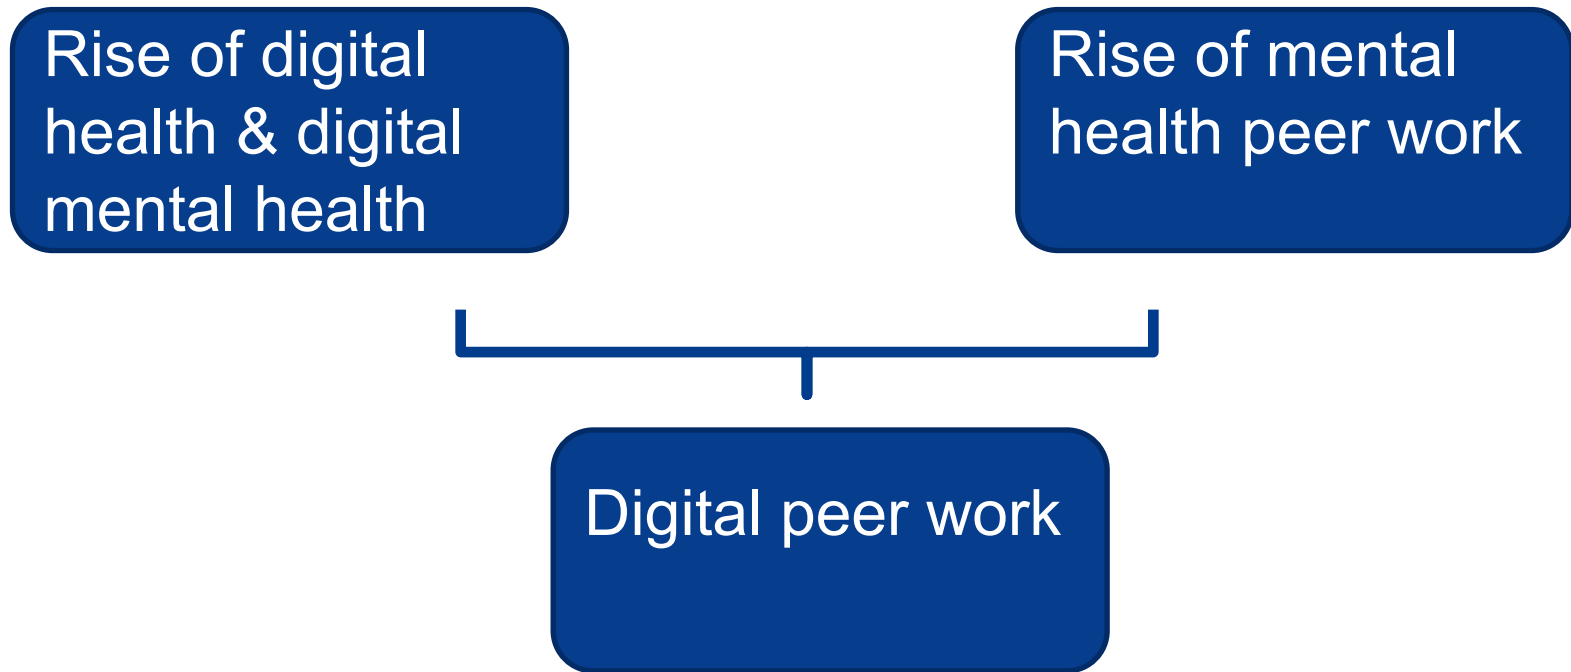 Rise of digital
health & digital
mental health
Rise of mental
health peer work
Digital peer work